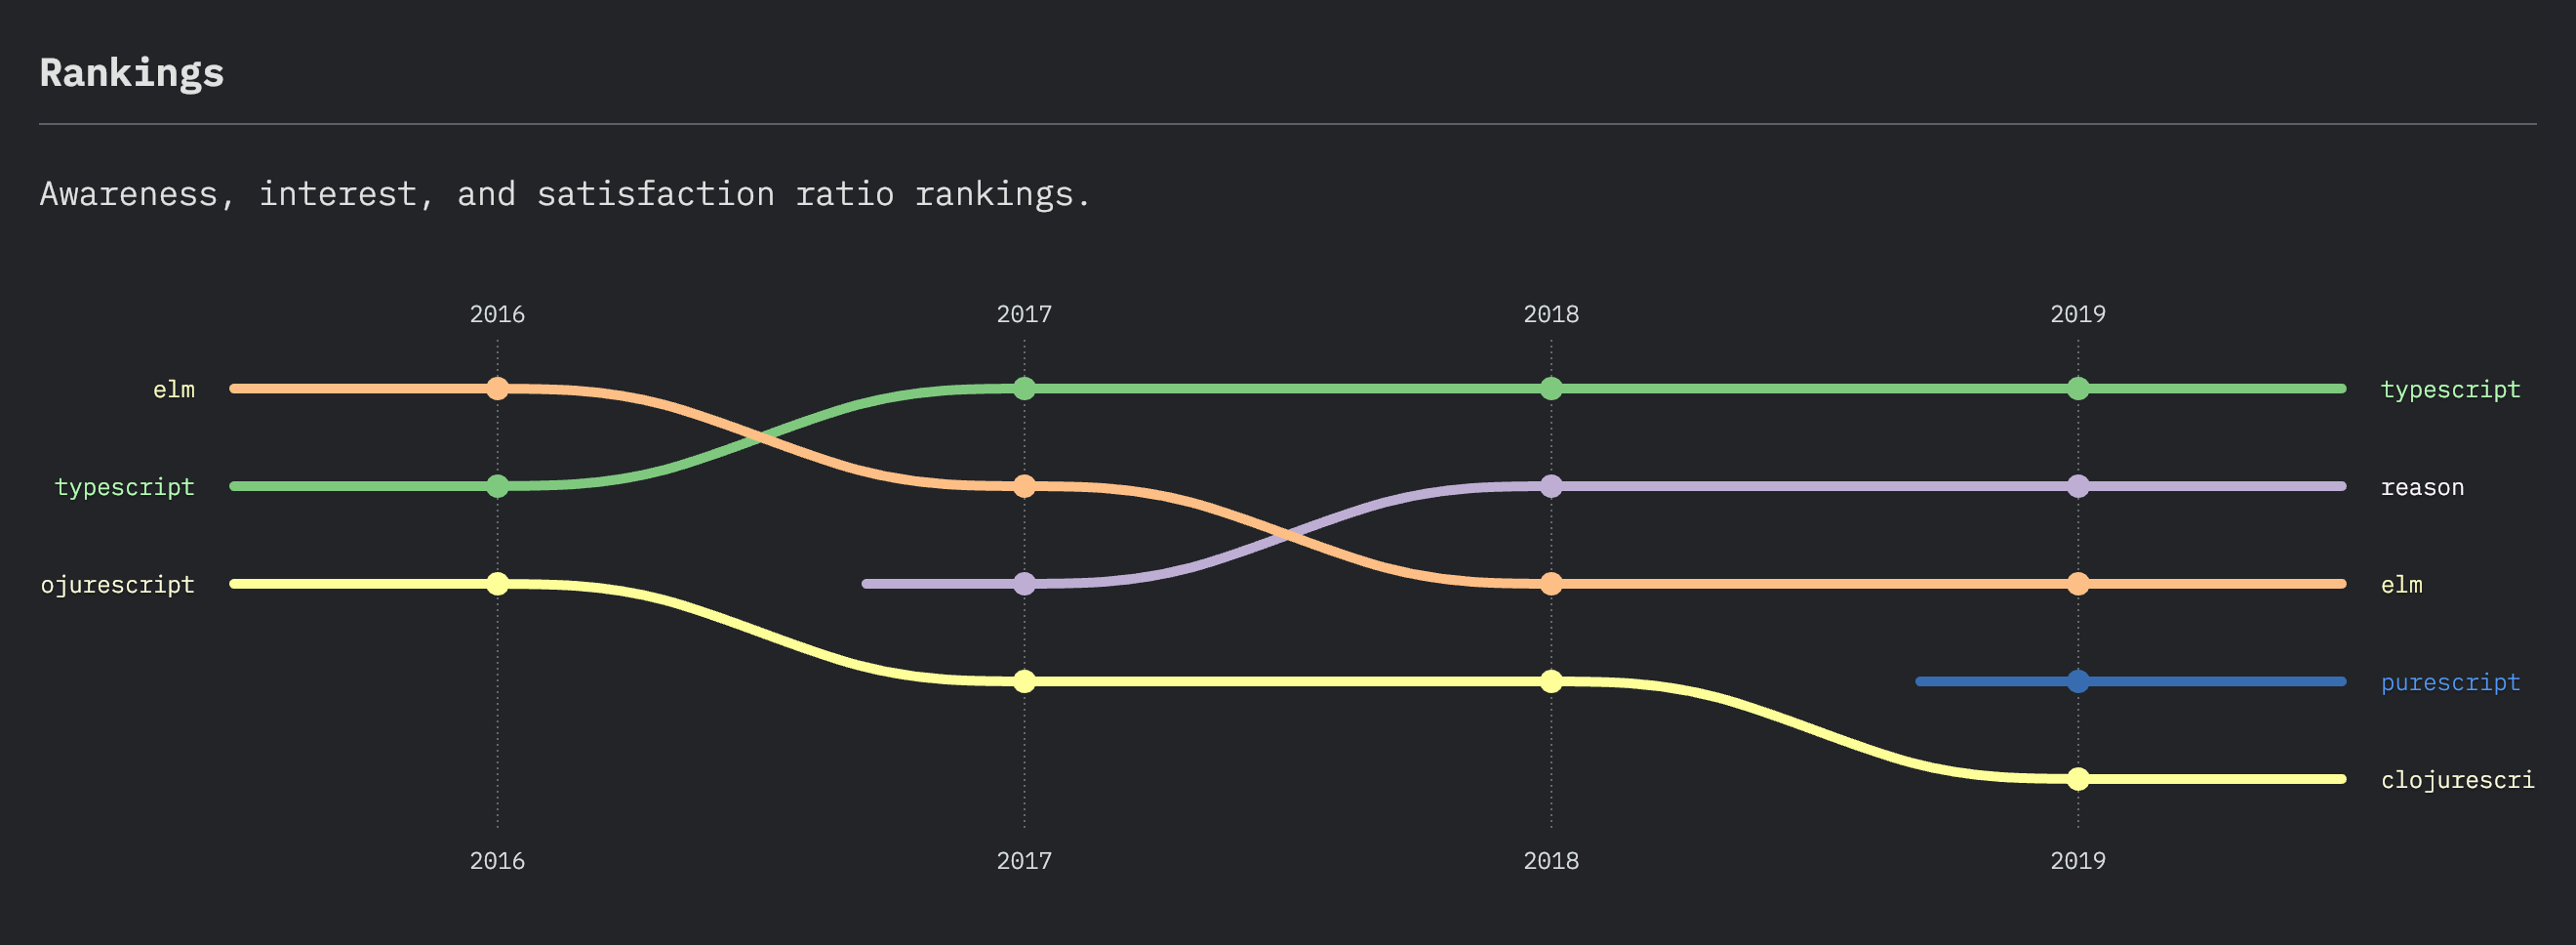 Rankings
Awareness, interest, and satisfaction ratio rankings.
2016 2017 2018 2019
elm typescript
typescript reason
ojurescript elm
purescript
clojurescri
2016 2017 2018 2019